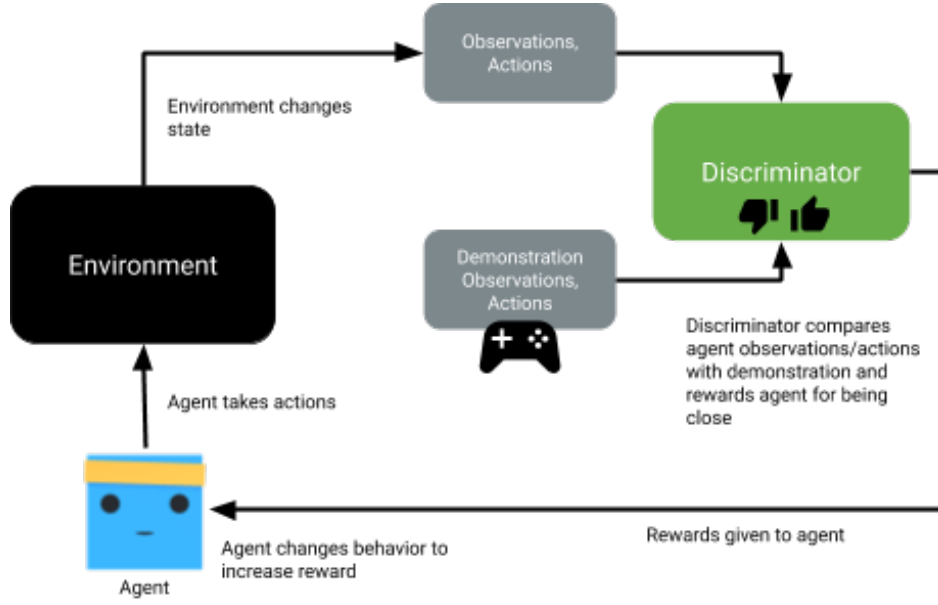 Observations,
Actions
Environment changes
state
Discriminator
Environment
Demonstration
Observations,
Actions
Discriminator compares
agent observations/actions
with demonstration and
rewards agent for being
close
Agent takes actions
Rewards given to agent
Agent changes behavior to
increase reward
Agent